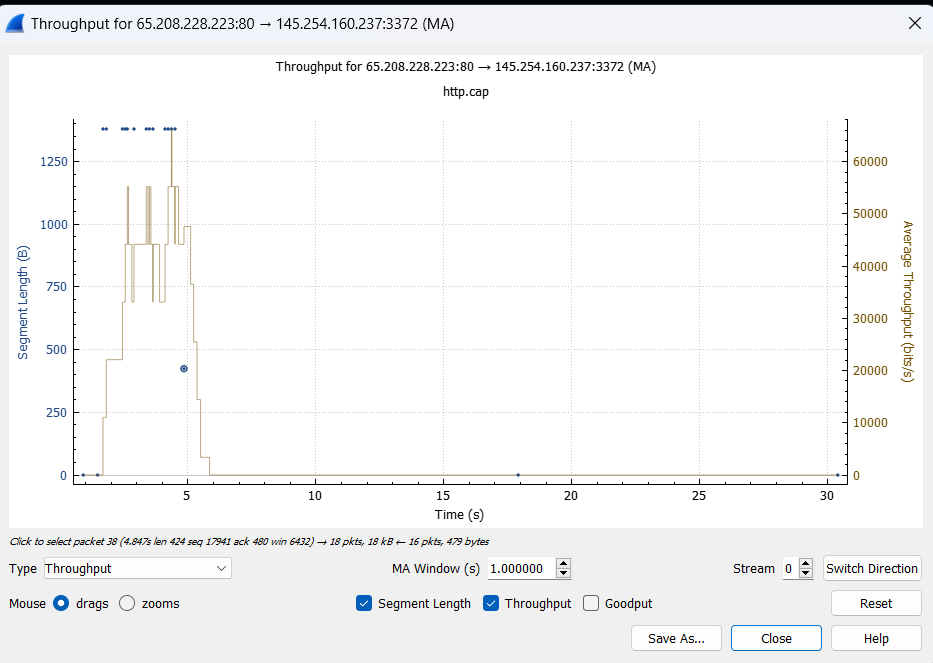 Throughput for 65.208.228.223:80 → 145.254.160.237:3372 (MA)
Throughput for 65.208.228.223:80 → 145.254.160.237:3372 (MA)
http.cap
Segment Length (B)
1250
1000
750
500
250
0
60000
50000
40000
30000
20000
10000
0
Average Throughput (bits/s)
5 10 15 20 25 30
Time (s)
Click to select packet 38 (4.847s len 424 seq 17941 ack 480 win 6432) → 18 pkts, 18 kB ← 16 pkts, 479 bytes
Type Throughput MA Window (s) 1.000000 Stream 0 Switch Direction
Mouse drags zooms Segment Length Throughput Goodput Reset
Save As... Close Help